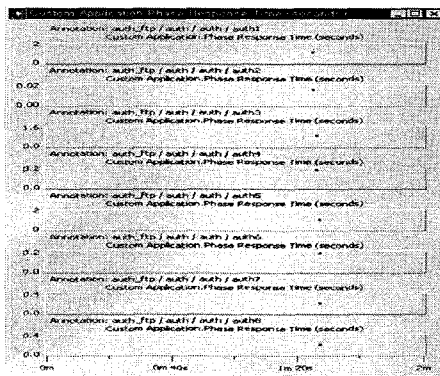 Custom Application Phase Response Time (seconds)
Annotation: auth_ftp / auth / auth / auth1
Custom Application.Phase Response Time (seconds)
2
0
Annotation: auth_ftp / auth / auth / auth2
Custom Application.Phase Response Time (seconds)
0.02
0.00
Annotation: auth_ftp / auth / auth / auth3
Custom Application.Phase Response Time (seconds)
1.5
0.0
Annotation: auth_ftp / auth / auth / auth4
Custom Application.Phase Response Time (seconds)
0.2
0.0
Annotation: auth_ftp / auth / auth / auth5
Custom Application.Phase Response Time (seconds)
2
0
Annotation: auth_ftp / auth / auth / auth6
Custom Application.Phase Response Time (seconds)
0.2
0.0
Annotation: auth_ftp / auth / auth / auth7
Custom Application.Phase Response Time (seconds)
0.4
0.0
Annotation: auth_ftp / auth / auth / auth8
Custom Application.Phase Response Time (seconds)
0.4
0.0
0m 0m 40s 1m 20s 2m